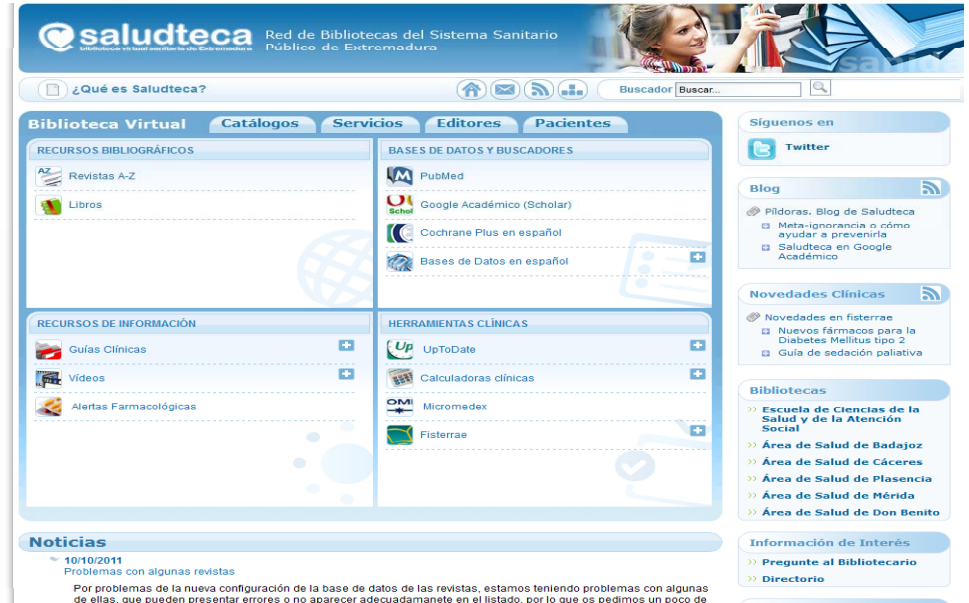 saludteca
biblioteca virtual sanitaria de Extremadura
Red de Bibliotecas del Sistema Sanitario
Público de Extremadura
¿Qué es Saludteca?
Buscador
Buscar...
Biblioteca Virtual
Catálogos
Servicios
Editores
Pacientes
RECURSOS BIBLIOGRÁFICOS
AZ
Revistas A-Z
Libros
BASES DE DATOS Y BUSCADORES
PubMed
Schol
Google Académico (Scholar)
Cochrane Plus en español
Bases de Datos en español
RECURSOS DE INFORMACIÓN
Guías Clínicas
Vídeos
Alertas Farmacológicas
HERRAMIENTAS CLÍNICAS
Up
UpToDate
Calculadoras clínicas
OMI
Micromedex
Fisterrae
Noticias
10/10/2011
Problemas con algunas revistas
Por problemas de la nueva configuración de la base de datos de las revistas, estamos teniendo problemas con algunas
de ellas, que pueden presentar errores o no aparecer adecuadamanete en el listado, por lo que os pedimos un poco de
Síguenos en
Twitter
Blog
Píldoras. Blog de Saludteca
Meta-ignorancia o cómo
ayudar a prevenirla
Saludteca en Google
Académico
Novedades Clínicas
Novedades en fisterrae
Nuevos fármacos para la
Diabetes Mellitus tipo 2
Guía de sedación paliativa
Bibliotecas
Escuela de Ciencias de la
Salud y de la Atención
Social
Área de Salud de Badajoz
Área de Salud de Cáceres
Área de Salud de Plasencia
Área de Salud de Mérida
Área de Salud de Don Benito
Información de Interés
Pregunte al Bibliotecario
Directorio